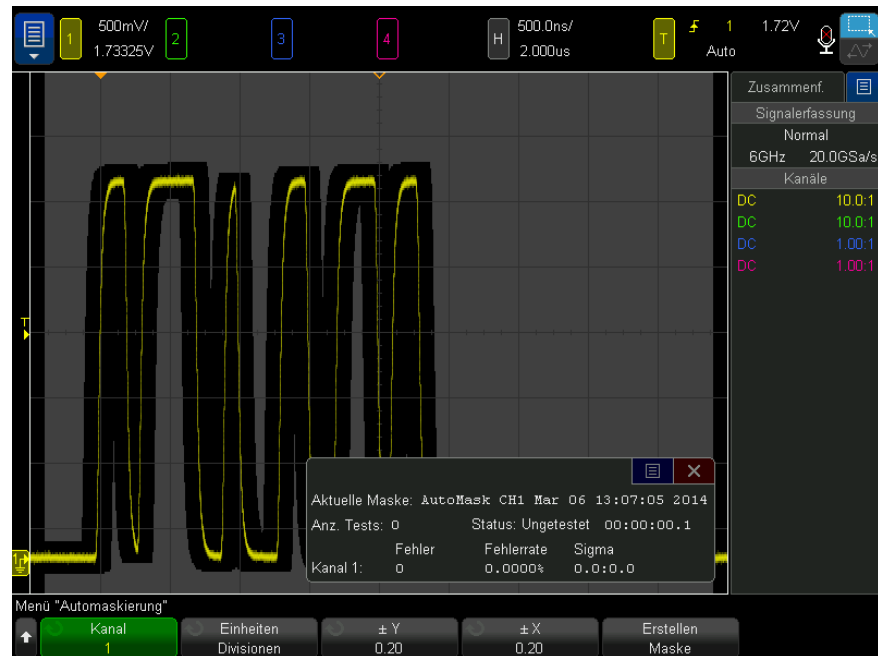 1 500mV/ 1.73325V
2
3
4
H 500.0ns/ 2.000us
T 1 1.72V Auto
Zusammenf.
Signalerfassung
Normal
6GHz 20.0GSa/s
Kanäle
DC 10.0:1
DC 10.0:1
DC 1.00:1
DC 1.00:1
T
Aktuelle Maske: AutoMask CH1 Mar 06 13:07:05 2014
Anz. Tests: 0 Status: Ungetestet 00:00:00.1
Fehler Fehlerrate Sigma
Kanal 1: 0 0.0000% 0.0:0.0
1
Menü "Automaskierung"
Kanal Einheiten ± Y ± X Erstellen
1 Divisionen 0.20 0.20 Maske